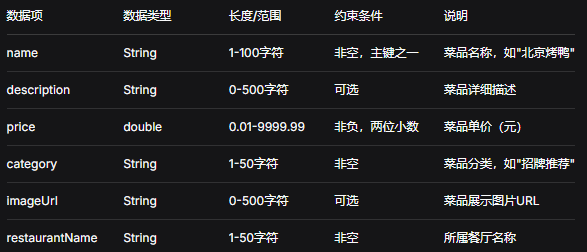 数据项 数据类型 长度/范围 约束条件 说明
name String 1-100字符 非空，主键之一 菜品名称，如"北京烤鸭"
description String 0-500字符 可选 菜品详细描述
price double 0.01-9999.99 非负，两位小数 菜品单价（元）
category String 1-50字符 非空 菜品分类，如"招牌推荐"
imageUrl String 0-500字符 可选 菜品展示图片URL
restaurantName String 1-50字符 非空 所属餐厅名称